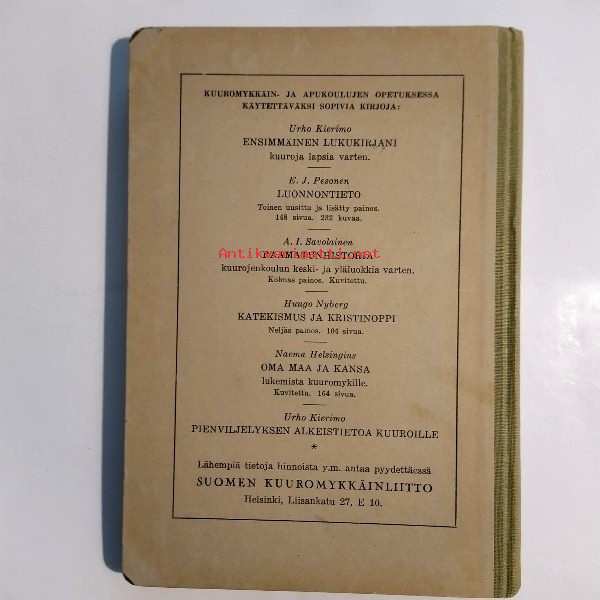 KUUROMYKKÄIN- JA APUKOULUJEN OPETUKSESSA
KÄYTETTÄVÄKSI SOPIVIA KIRJOJA:
Urho Kierimo
ENSIMMÄINEN LUKUKIRJANI
kuuroja lapsia varten.
E. J. Pesonen
LUONNONTIETO
Toinen uusittu ja lisätty painos.
148 sivua. 232 kuvaa.
A. I. Savolainen
Antikvariimp.net
RAAMATUNHISTORIA
kuurojenkoulun keski- ja yläluokkia varten.
Kolmas painos. Kuvitettu.
Huugo Nyberg
KATEKISMUS JA KRISTINOPPI
Neljäs painos. 104 sivua.
Naema Helsingius
OMA MAA JA KANSA
lukemista kuuromykille.
Kuvitettu. 164 sivua.
Urho Kierimo
PIENVILJELYKSEN ALKEISTIETOA KUUROILLE
*
Lähempiä tietoja hinnoista y.m. antaa pyydettäessä
SUOMEN KUUROMYKKÄINLIITTO
Helsinki, Liisankatu 27, E 10.